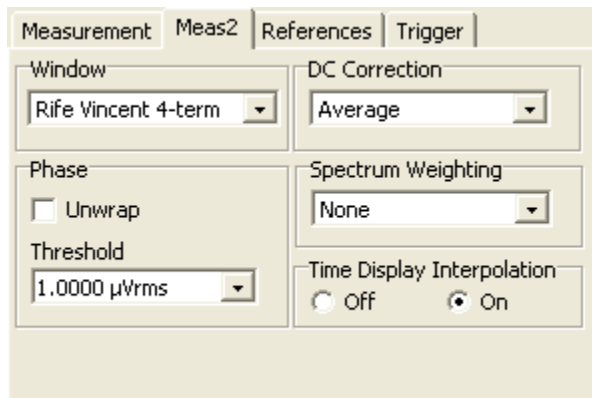 Measurement Meas2 References Trigger
Window
Rife Vincent 4-term
DC Correction
Average
Phase
Unwrap
Threshold
1.0000 µVrms
Spectrum Weighting
None
Time Display Interpolation
Off On